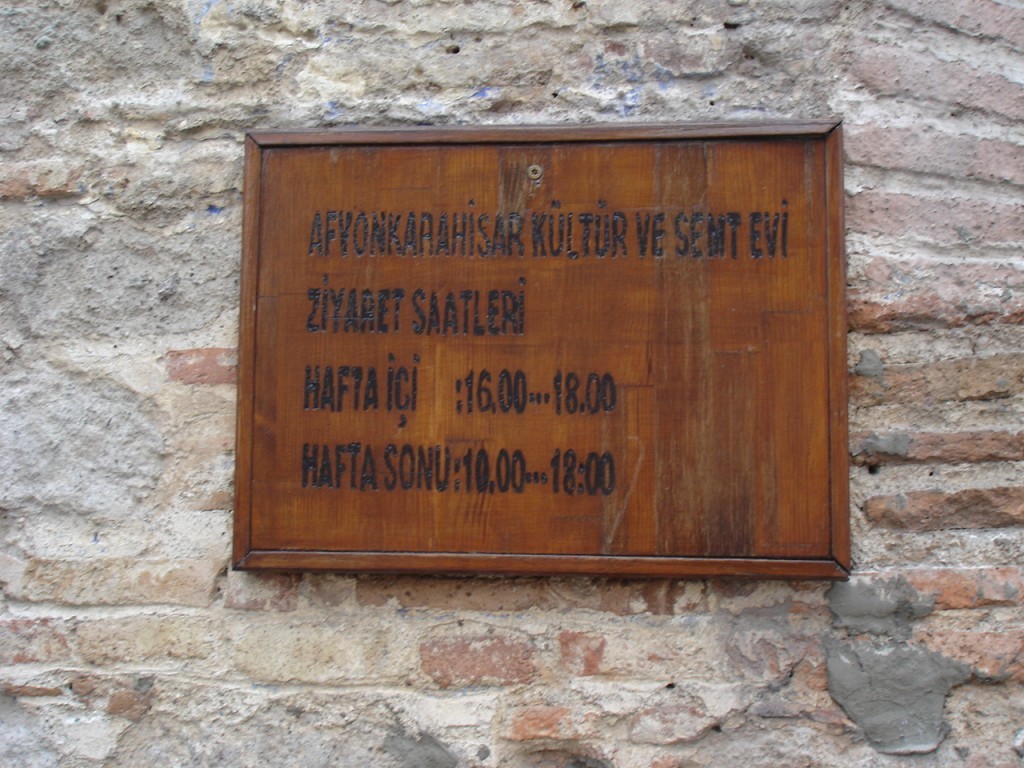 AFYONKARAHİSAR KÜLTÜR VE SEMT EVİ
ZİYARET SAATLERİ
HAFTA İÇİ :16.00...18.00
HAFTA SONU:10.00...18:00